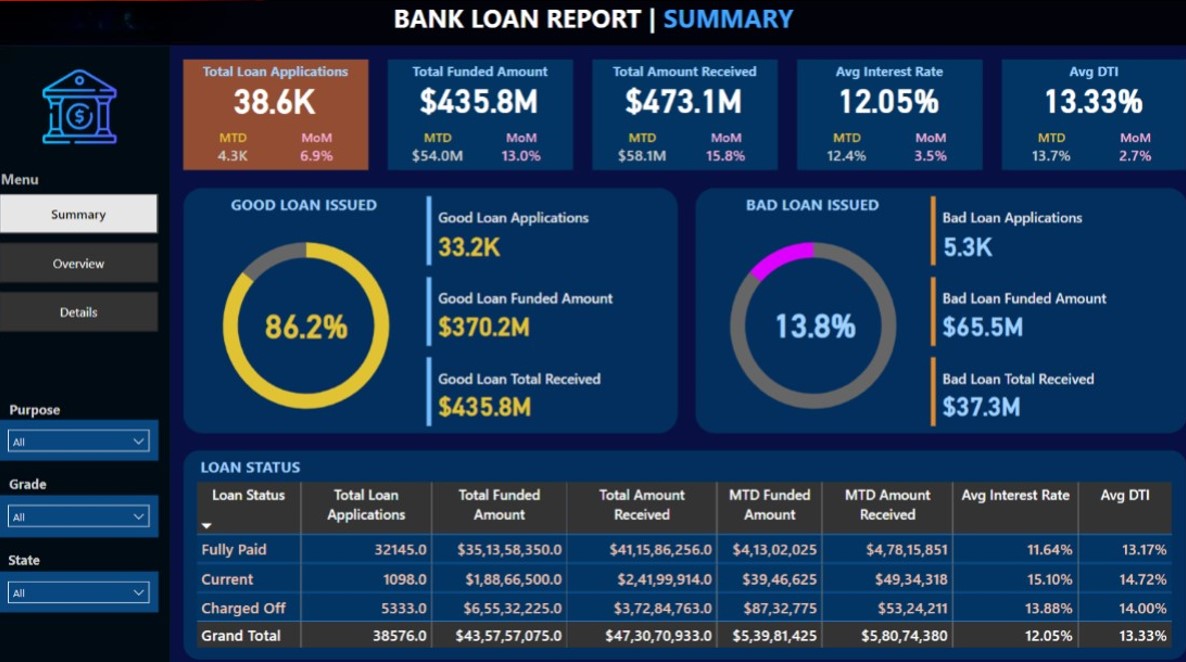 BANK LOAN REPORT | SUMMARY
Total Loan Applications
38.6K
MTD MoM
4.3K 6.9%
Total Funded Amount
$435.8M
MTD MoM
$54.0M 13.0%
Total Amount Received
$473.1M
MTD MoM
$58.1M 15.8%
Avg Interest Rate
12.05%
MTD MoM
12.4% 3.5%
Avg DTI
13.33%
MTD MoM
13.7% 2.7%
$
Menu
Summary
Overview
Details
Purpose
All
Grade
All
State
All
GOOD LOAN ISSUED
86.2%
Good Loan Applications
33.2K
Good Loan Funded Amount
$370.2M
Good Loan Total Received
$435.8M
BAD LOAN ISSUED
13.8%
Bad Loan Applications
5.3K
Bad Loan Funded Amount
$65.5M
Bad Loan Total Received
$37.3M
LOAN STATUS
Loan Status Total Loan Total Funded Total Amount MTD Funded MTD Amount Avg Interest Rate Avg DTI
Applications Amount Received Amount Received
Fully Paid 32145.0 $35,13,58,350.0 $41,15,86,256.0 $4,13,02,025 $4,78,15,851 11.64% 13.17%
Current 1098.0 $1,88,66,500.0 $2,41,99,914.0 $39,46,625 $49,34,318 15.10% 14.72%
Charged Off 5333.0 $6,55,32,225.0 $3,72,84,763.0 $87,32,775 $53,24,211 13.88% 14.00%
Grand Total 38576.0 $43,57,57,075.0 $47,30,70,933.0 $5,39,81,425 $5,80,74,380 12.05% 13.33%